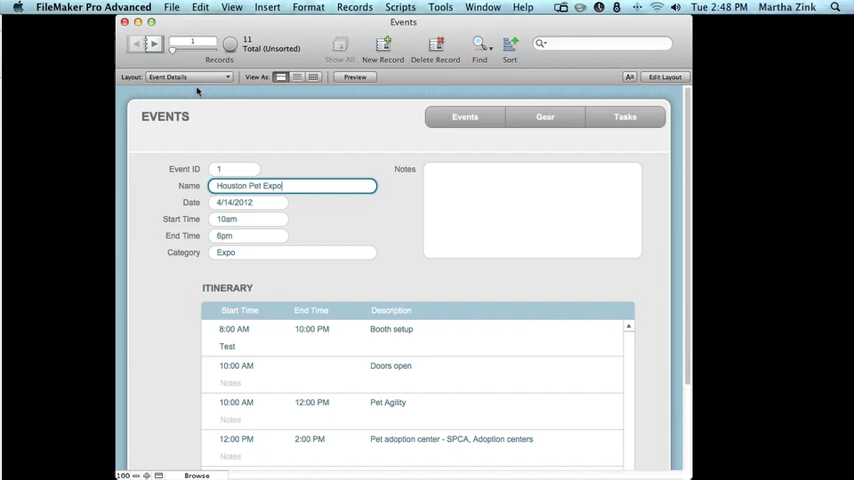 FileMaker Pro Advanced File Edit View Insert Format Records Scripts Tools Window Help Tue 2:48 PM Martha Zink
Events
1 11
Total (Unsorted)
Records Show All New Record Delete Record Find Sort
Layout: Event Details View As: Preview Aa Edit Layout
EVENTS Events Gear Tasks
Event ID 1 Notes
Name Houston Pet Expo
Date 4/14/2012
Start Time 10am
End Time 6pm
Category Expo
ITINERARY
Start Time End Time Description
8:00 AM 10:00 PM Booth setup
Test
10:00 AM Doors open
Notes
10:00 AM 12:00 PM Pet Agility
Notes
12:00 PM 2:00 PM Pet adoption center - SPCA, Adoption centers
Notes
100 Browse